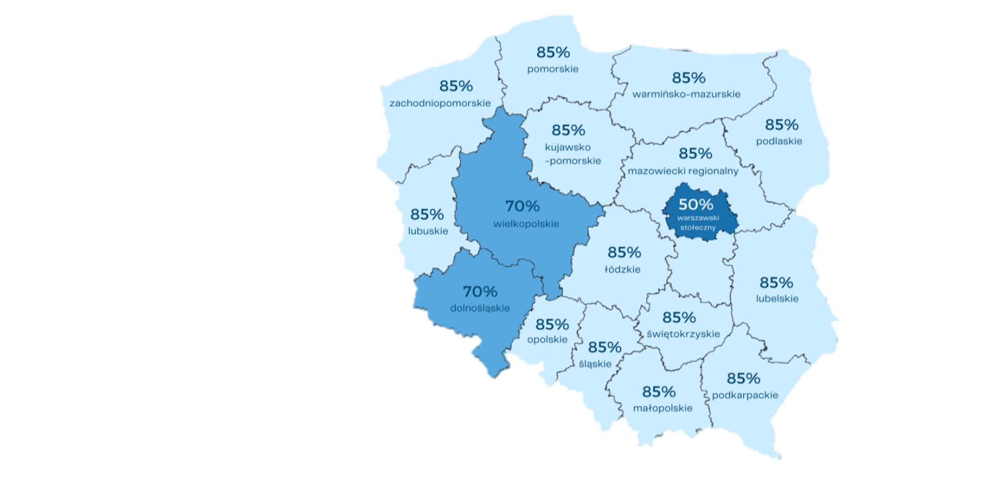 85%
pomorskie
85%
warmińsko-mazurskie
85%
zachodniopomorskie
85%
podlaskie
85%
kujawsko
-pomorskie
85%
mazowiecki regionalny
50%
warszawski
stołeczny
70%
wielkopolskie
85%
lubuskie
85%
łódzkie
85%
lubelskie
70%
dolnośląskie
85%
opolskie
85%
świętokrzyskie
85%
śląskie
85%
podkarpackie
85%
małopolskie